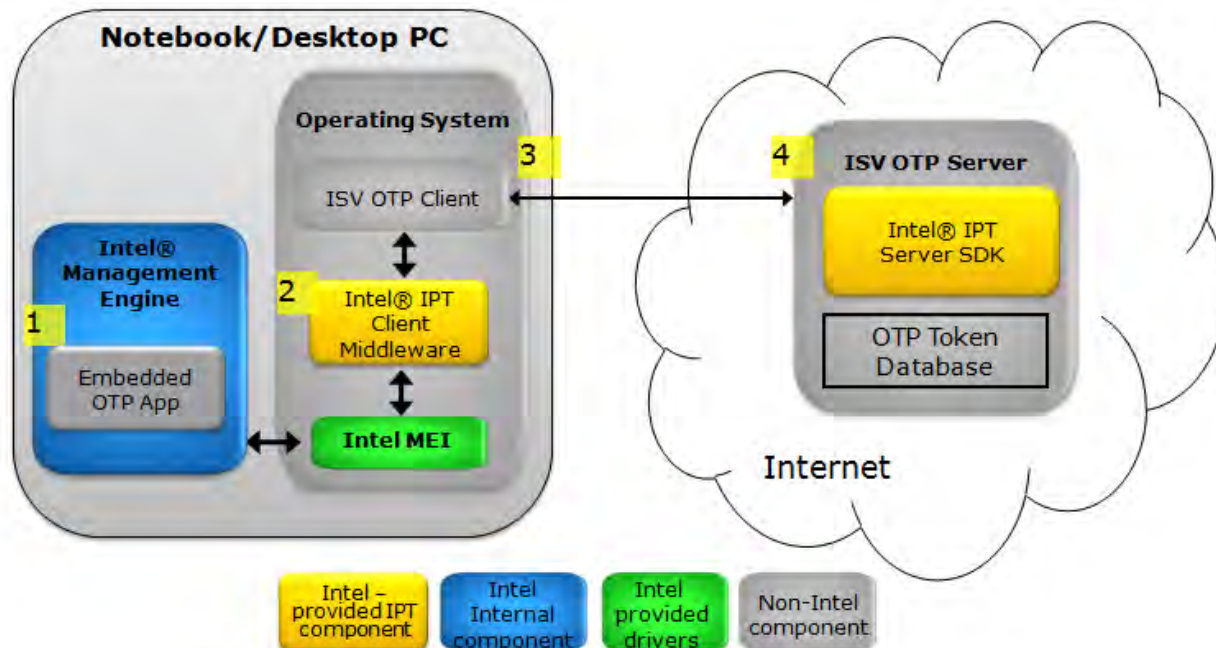 Notebook/Desktop PC
Operating System
3
ISV OTP Client
Intel®
Management
Engine
1
Embedded
OTP App
2
Intel® IPT
Client
Middleware
Intel MEI
4
ISV OTP Server
Intel® IPT
Server SDK
OTP Token
Database
Internet
Intel –
provided IPT
component
Intel
Internal
component
Intel
provided
drivers
Non-Intel
component